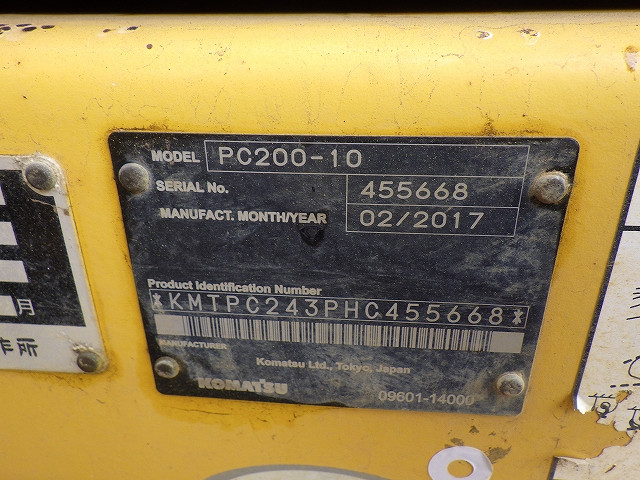 MODEL PC200-10
SERIAL No. 455668
MANUFACT. MONTH/YEAR 02/2017
Product Identification Number
*KMTPC243PHC455668*
MANUFACTURER
Komatsu Ltd., Tokyo, Japan
KOMATSU
09601-14000
月
作所